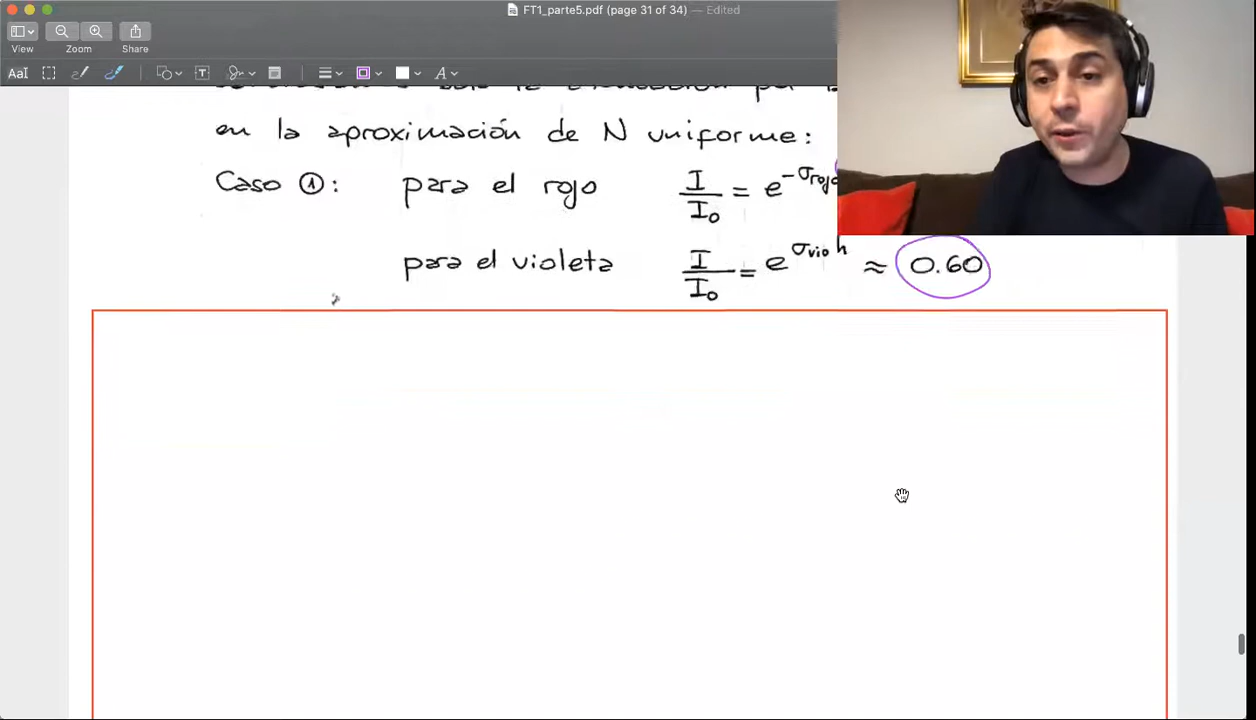 FT1_parte5.pdf (page 31 of 34) — Edited
View Zoom Share
AaI T A
en la aproximación de N uniforme:
Caso ①: para el rojo I/I₀ = e^-σrojo
para el violeta I/I₀ = e^σvio h ≈ 0.60